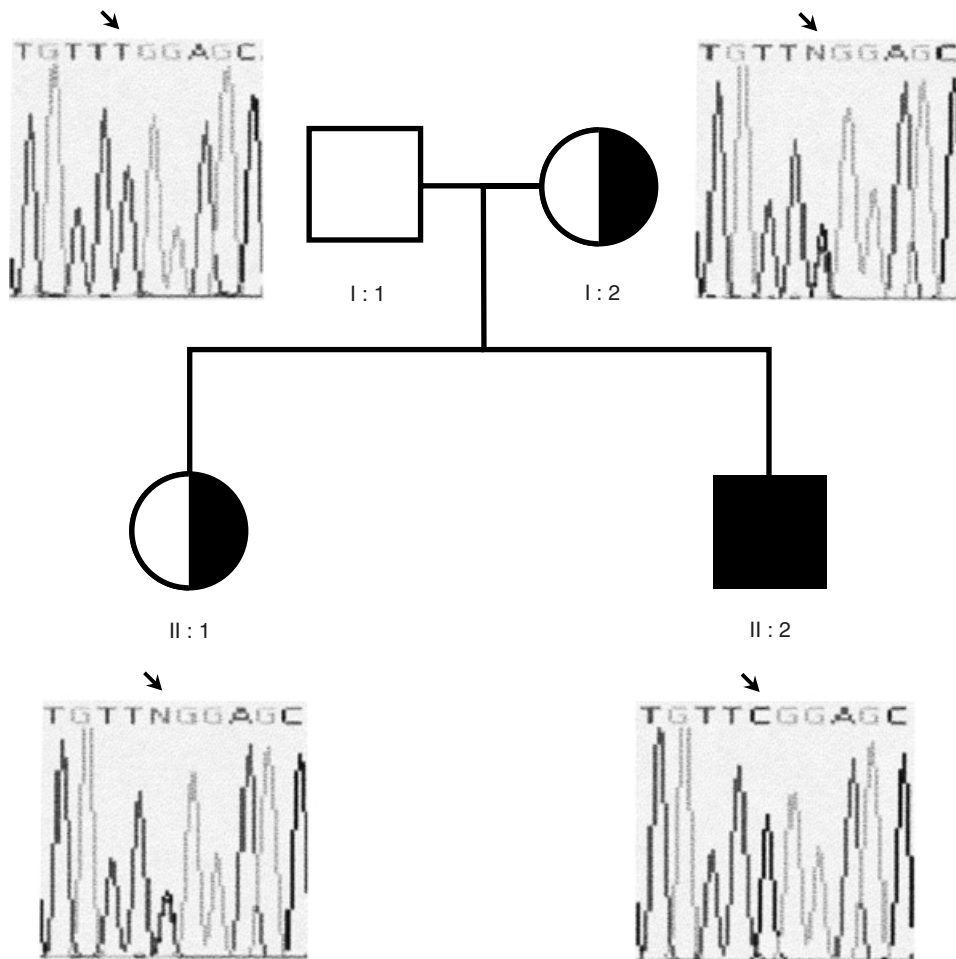 TGTTTGGAGC
TGTTNGGAGC
I : 1
I : 2
II : 1
II : 2
TGTTNGGAGC
TGTTCGGAGC